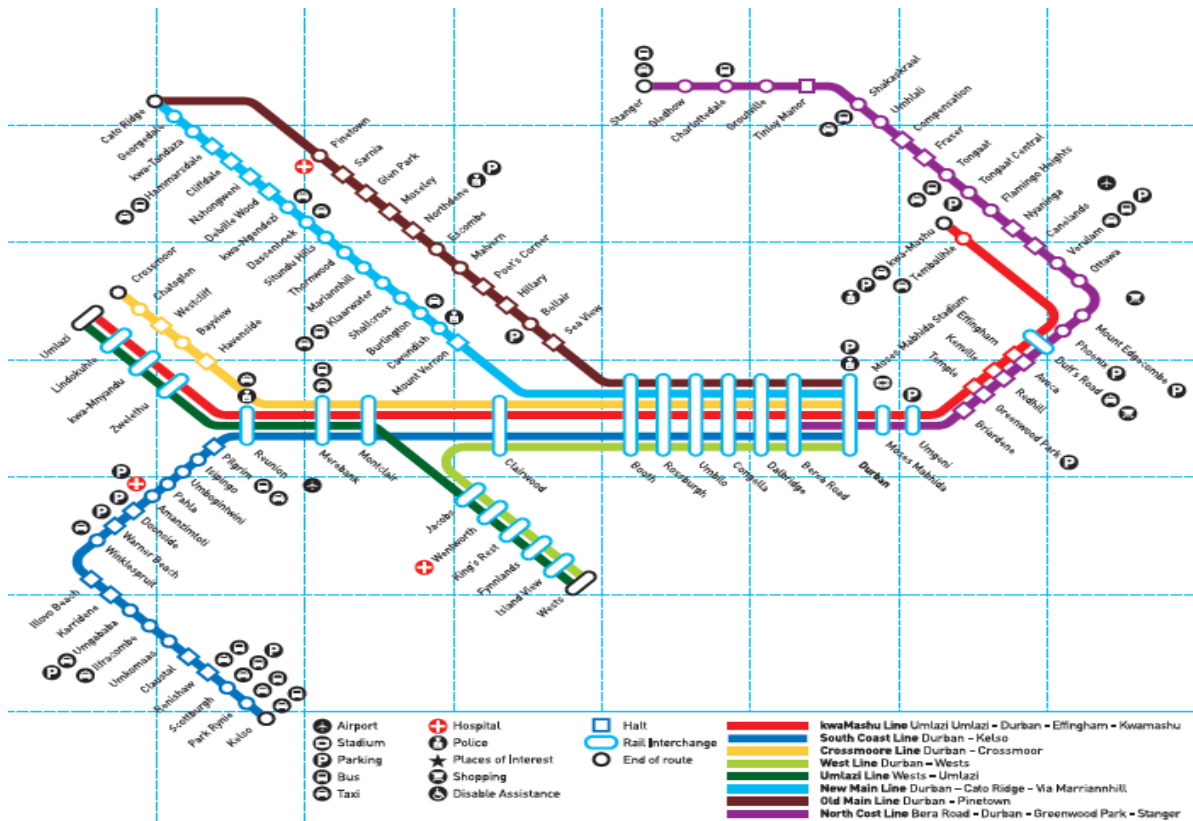 Stanger
Gledhow
Charlottedale
Groutville
Tinley Manor
Shakaskraal
Umhlali
Compensation
Fraser
Tongaat
Tongaat Central
Flamingo Heights
Nyaninga
Canelands
Verulam
Ottawa
Mount Edgecombe
Phoenix
Duff's Road
Avoca
Redhill
Greenwood Park
Briardene
kwa-Mushu
Tembalihle
Effingham
Kenville
Temple
Moses Mabhida Stadium
Cato Ridge
Georgedale
kwa-Tandaza
Hammarsdale
Cliffdale
Nshongweni
Delville Wood
kwa-Ngendezi
Dassenhoek
Situndu Hills
Thornwood
Mariannhill
Klaarwater
Shallcross
Burlington
Cavendish
Mount Vernon
Pinetown
Sarnia
Glen Park
Moseley
Northdene
Escombe
Malvern
Poet's Corner
Hillary
Bellair
Sea View
Crossmoor
Chatsglen
Westcliff
Bayview
Havenside
Umlazi
Lindokuhle
kwa-Mnyandu
Zwelethu
Reunion
Merebank
Montclair
Clairwood
Booth
Rossburgh
Umbilo
Congella
Dalbridge
Berea Road
Durban
Moses Mabhida
Umgeni
Jacobs
Wentworth
King's Rest
Fynnlands
Island View
Wests
Pilgrim
Isipingo
Umbogintwini
Pahla
Amanzimtoti
Doonside
Warner Beach
Winklespruit
Illovo Beach
Karridene
Umgababa
Ilfracombe
Umkomaas
Claustal
Renishaw
Scottburgh
Park Rynie
Kelso
Airport
Stadium
Parking
Bus
Taxi
Hospital
Police
Places of Interest
Shopping
Disable Assistance
Halt
Rail Interchange
End of route
kwaMashu Line Umlazi Umlazi - Durban - Effingham - Kwamashu
South Coast Line Durban - Kelso
Crossmoore Line Durban - Crossmoor
West Line Durban - Wests
Umlazi Line Wests - Umlazi
New Main Line Durban - Cato Ridge - Via Marriannhill
Old Main Line Durban - Pinetown
North Cost Line Bera Road - Durban - Greenwood Park - Stanger